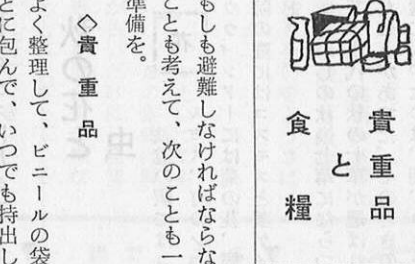 貴重品
と
食糧
もしも避難しなければならな
ことも考えて、次のことも一
準備を。
◇貴重品
よく整理して、ビニールの袋
とに包んで、いつでも持出し